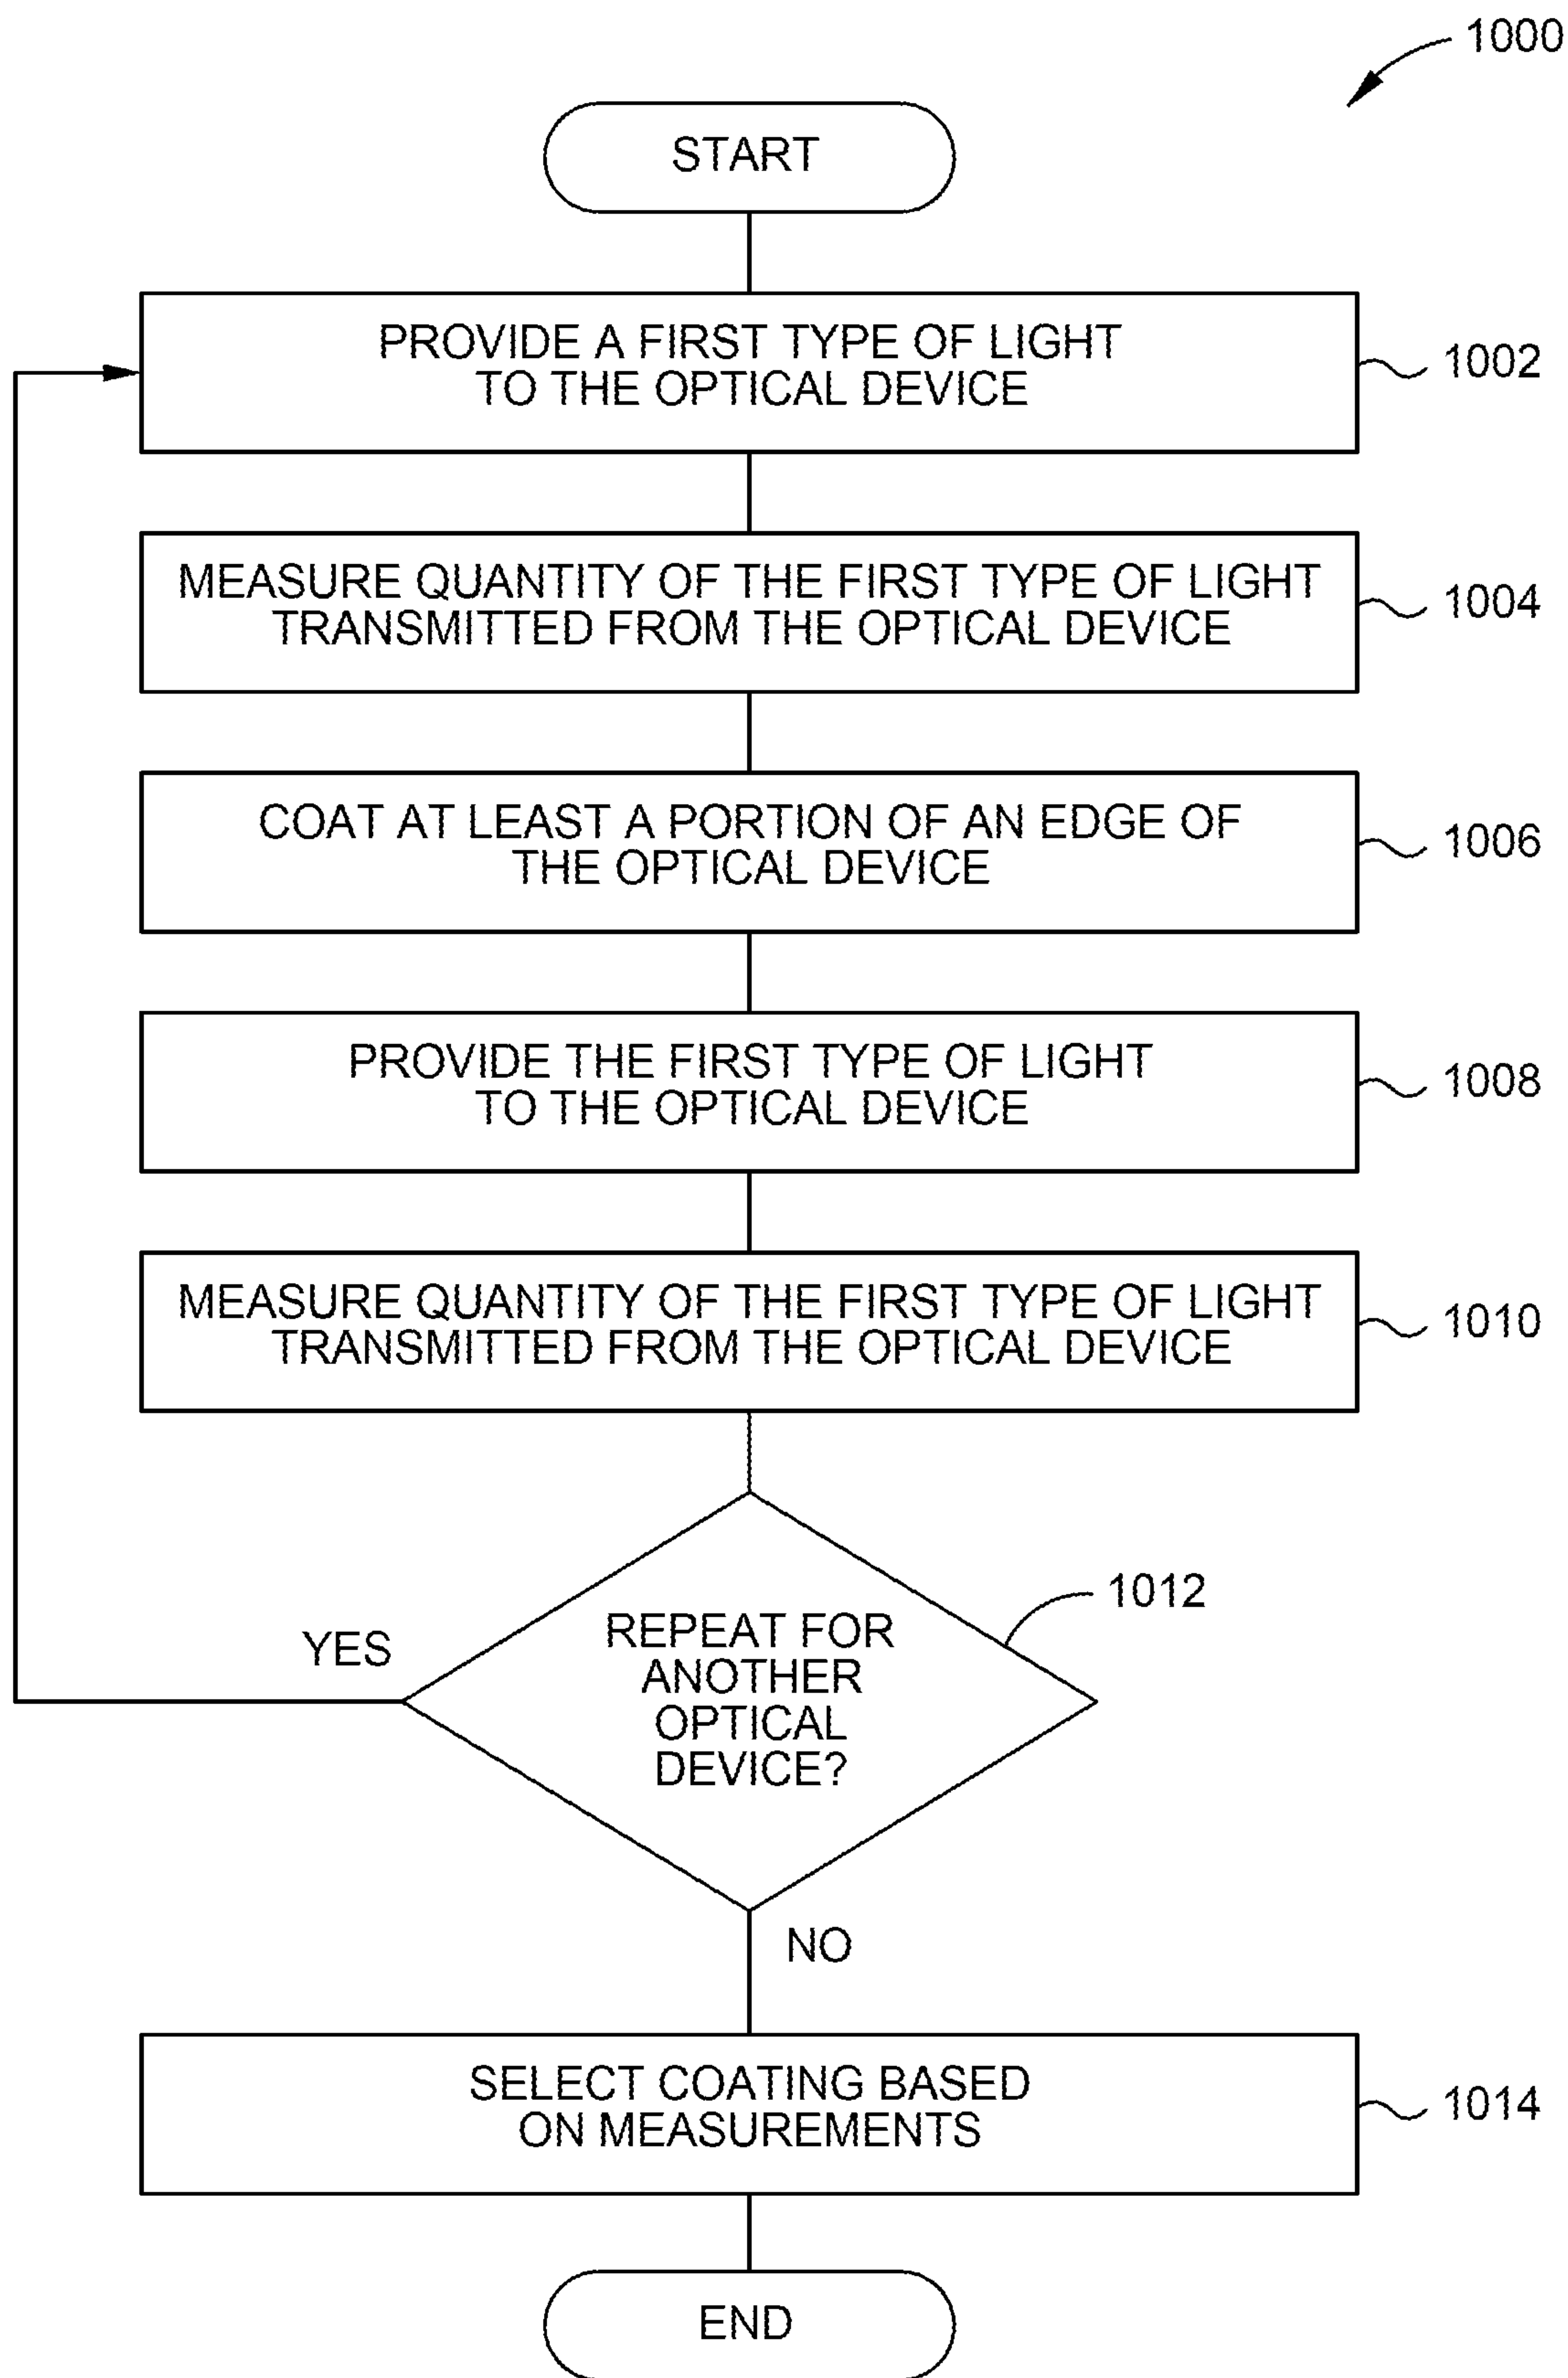 1000
START
PROVIDE A FIRST TYPE OF LIGHT
TO THE OPTICAL DEVICE
1002
MEASURE QUANTITY OF THE FIRST TYPE OF LIGHT
TRANSMITTED FROM THE OPTICAL DEVICE
1004
COAT AT LEAST A PORTION OF AN EDGE OF
THE OPTICAL DEVICE
1006
PROVIDE THE FIRST TYPE OF LIGHT
TO THE OPTICAL DEVICE
1008
MEASURE QUANTITY OF THE FIRST TYPE OF LIGHT
TRANSMITTED FROM THE OPTICAL DEVICE
1010
1012
REPEAT FOR
ANOTHER
OPTICAL
DEVICE?
YES
NO
SELECT COATING BASED
ON MEASUREMENTS
1014
END